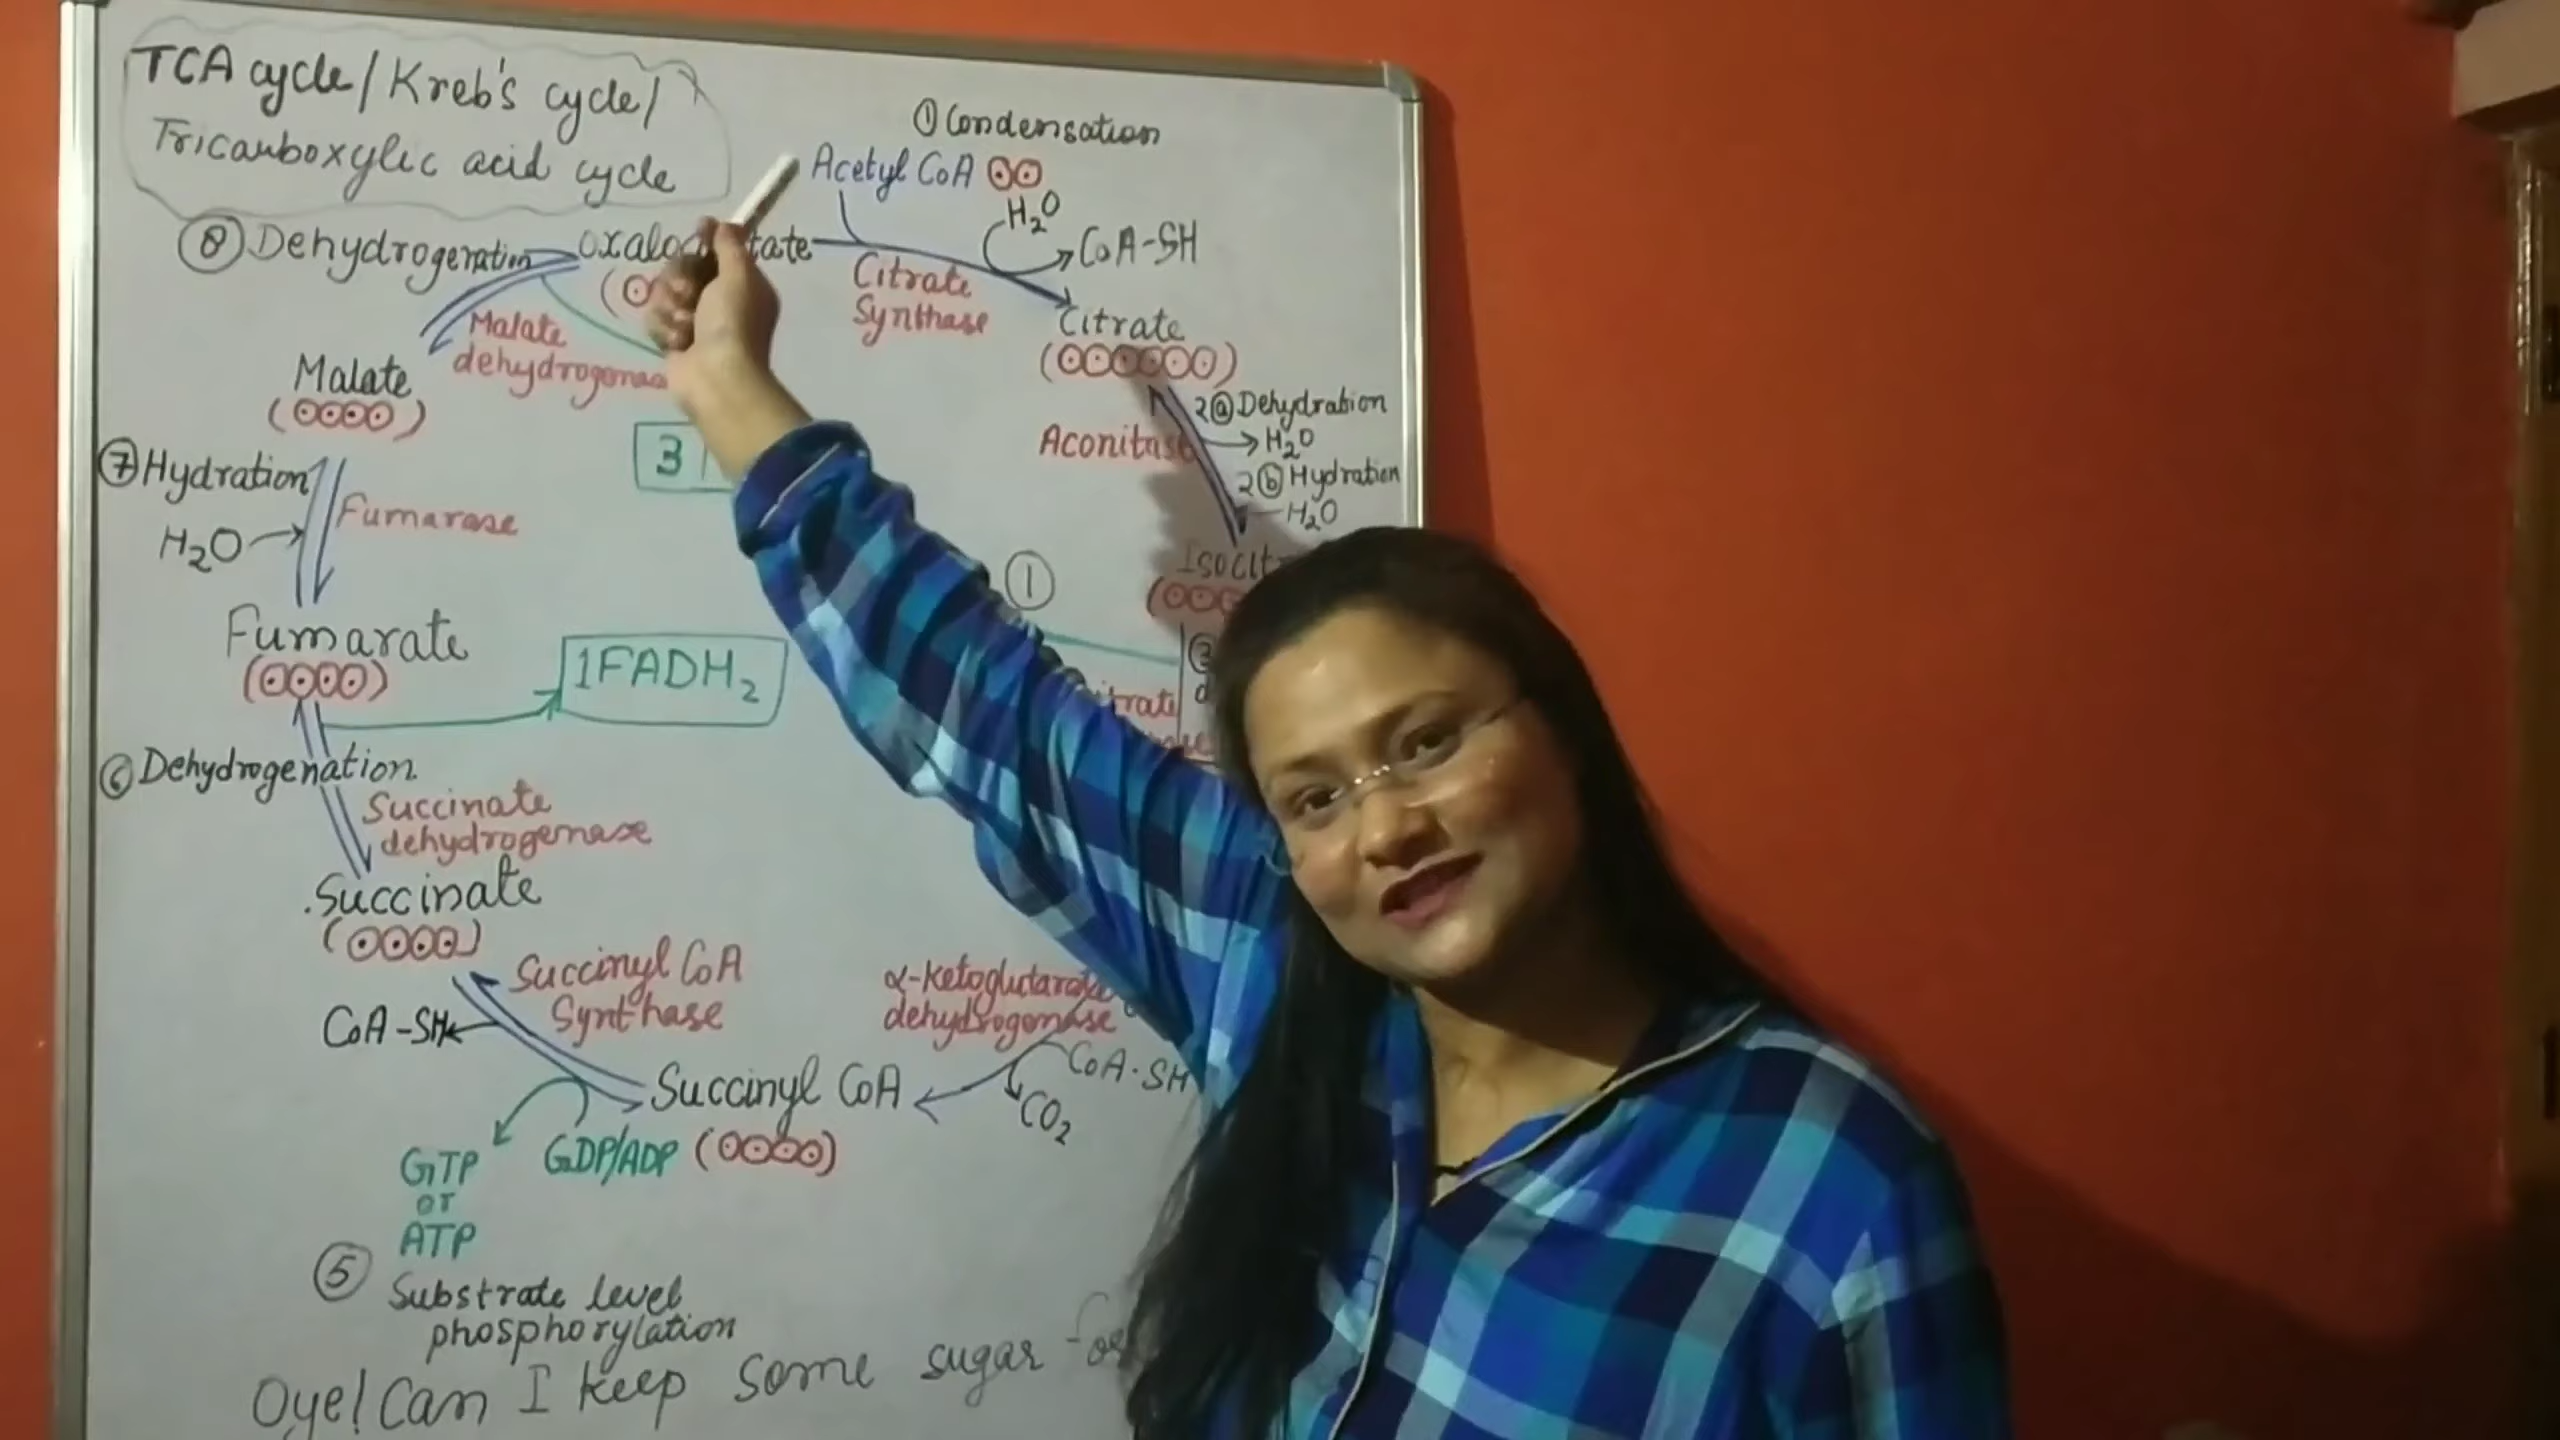 TCA cycle/Kreb's cycle/
Tricarboxylic acid cycle
① Condensation
Acetyl CoA
H₂O
CoA-SH
⑧ Dehydrogenation
Citrate
Synthase
Citrate
Malate
dehydrogenase
Malate
2ⓐ Dehydration
H₂O
Aconitase
2ⓑ Hydration
H₂O
3
⑦ Hydration
H₂O
Fumarase
①
Fumarate
1FADH₂
⑥ Dehydrogenation.
Succinate
dehydrogenase
Succinate
Succinyl CoA
Synthase
CoA-SH
α-Ketoglutarate
dehydrogenase
CoA.SH
CO₂
Succinyl CoA
GDP/ADP
GTP
or
ATP
⑤ Substrate level
phosphorylation
Oye! Can I keep some sugar